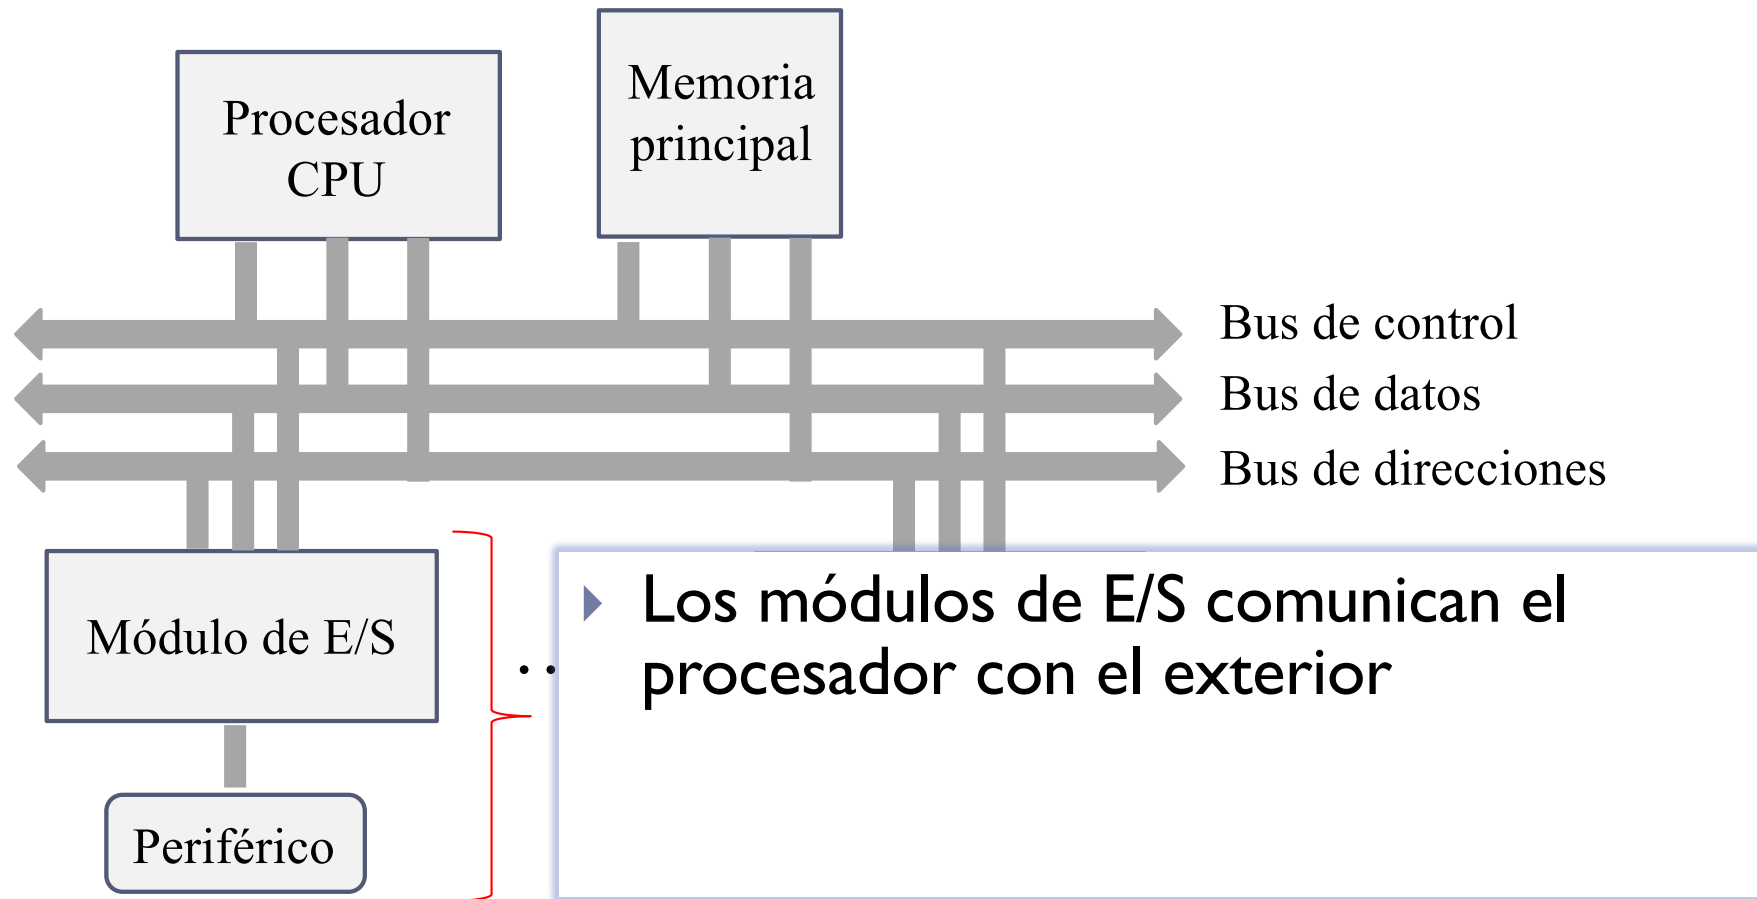 Procesador
CPU
Memoria
principal
Bus de control
Bus de datos
Bus de direcciones
Módulo de E/S
Periférico
. .
Los módulos de E/S comunican el
procesador con el exterior